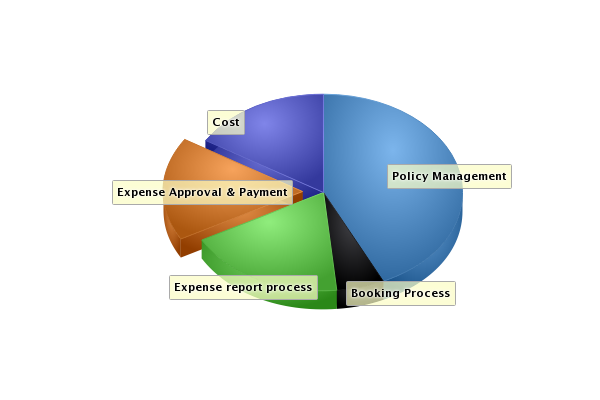 Cost
Policy Management
Expense Approval & Payment
Expense report process
Booking Process